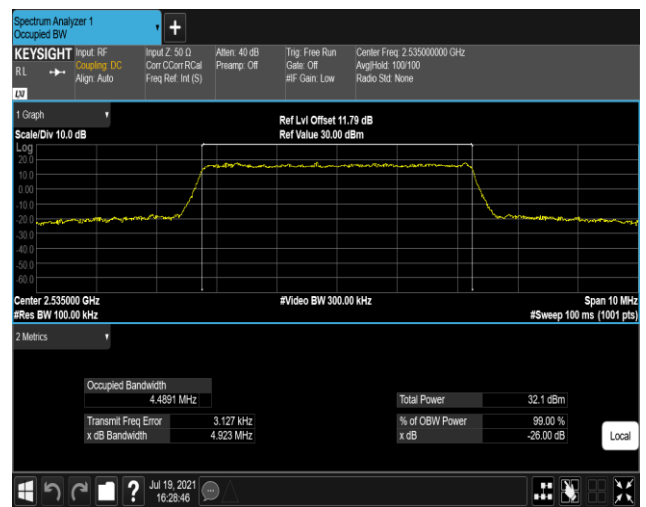 Spectrum Analyzer 1
Occupied BW
+
KEYSIGHT Input: RF Input Z: 50 Ω Atten: 40 dB Trig: Free Run Center Freq: 2.535000000 GHz
RL Coupling: DC Corr CCorr RCal Preamp: Off Gate: Off Avg|Hold: 100/100
Align: Auto Freq Ref: Int (S) #IF Gain: Low Radio Std: None
LXI
1 Graph
Ref Lvl Offset 11.79 dB
Scale/Div 10.0 dB Ref Value 30.00 dBm
Log
20.0
10.0
0.00
-10.0
-20.0
-30.0
-40.0
-50.0
-60.0
Center 2.535000 GHz #Video BW 300.00 kHz Span 10 MHz
#Res BW 100.00 kHz #Sweep 100 ms (1001 pts)
2 Metrics
Occupied Bandwidth
4.4891 MHz Total Power 32.1 dBm
Transmit Freq Error 3.127 kHz % of OBW Power 99.00 %
x dB Bandwidth 4.923 MHz x dB -26.00 dB
Local
? Jul 19, 2021
16:28:46